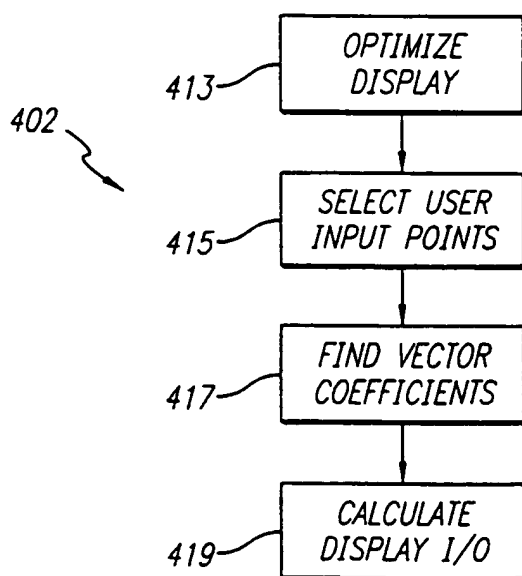 OPTIMIZE
DISPLAY
413
402
SELECT USER
INPUT POINTS
415
FIND VECTOR
COEFFICIENTS
417
CALCULATE
DISPLAY I/O
419